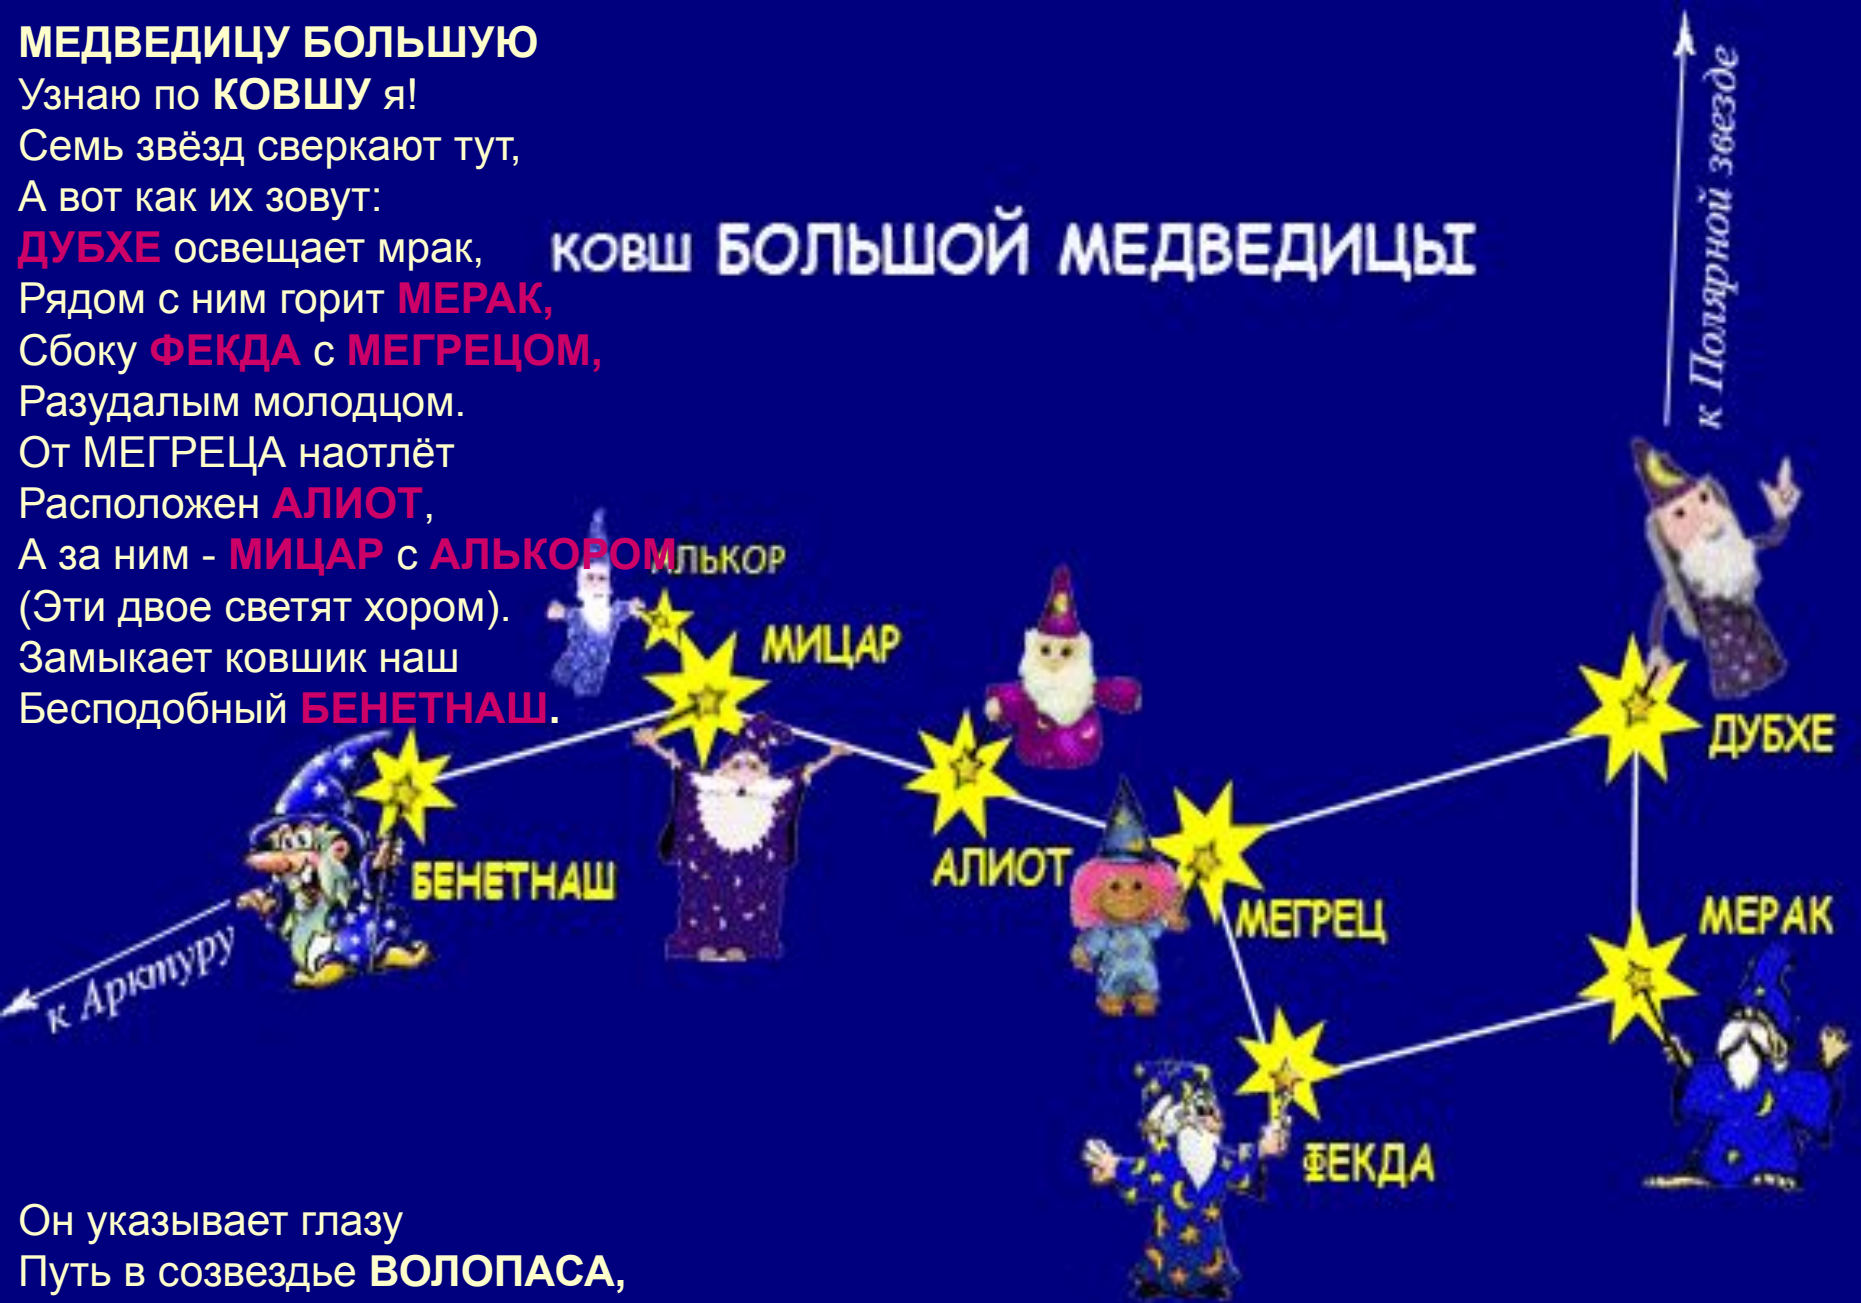 МЕДВЕДИЦУ БОЛЬШУЮ
Узнаю по КОВШУ я!
Семь звёзд сверкают тут,
А вот как их зовут:
ДУБХЕ освещает мрак,
Рядом с ним горит МЕРАК,
Сбоку ФЕКДА с МЕГРЕЦОМ,
Разудалым молодцом.
От МЕГРЕЦА наотлёт
Расположен АЛИОТ,
А за ним - МИЦАР с АЛЬКОРОМ
(Эти двое светят хором).
Замыкает ковшик наш
Бесподобный БЕНЕТНАШ.
Он указывает глазу
Путь в созвездье ВОЛОПАСА,
КОВШ БОЛЬШОЙ МЕДВЕДИЦЫ
к Полярной звезде
АЛЬКОР
МИЦАР
ДУБХЕ
БЕНЕТНАШ
АЛИОТ
МЕГРЕЦ
МЕРАК
к Арктуру
ФЕКДА